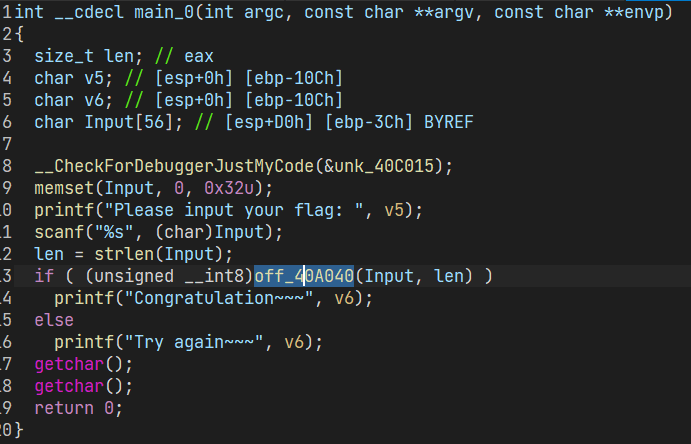 1int __cdecl main_0(int argc, const char **argv, const char **envp)
2{
3  size_t len; // eax
4  char v5; // [esp+0h] [ebp-10Ch]
5  char v6; // [esp+0h] [ebp-10Ch]
6  char Input[56]; // [esp+D0h] [ebp-3Ch] BYREF
7
8  __CheckForDebuggerJustMyCode(&unk_40C015);
9  memset(Input, 0, 0x32u);
10  printf("Please input your flag: ", v5);
11  scanf("%s", (char)Input);
12  len = strlen(Input);
13  if ( (unsigned __int8)off_40A040(Input, len) )
14    printf("Congratulation~~~", v6);
15  else
16    printf("Try again~~~", v6);
17  getchar();
18  getchar();
19  return 0;
20}